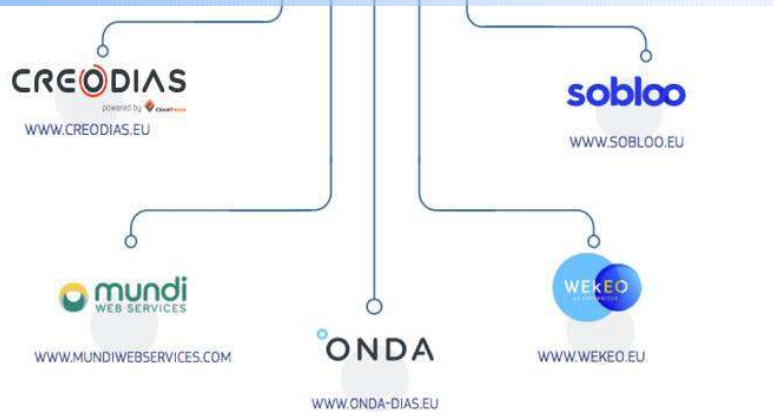 CREODIAS
powered by CloudFerro
WWW.CREODIAS.EU
sobloo
WWW.SOBLOO.EU
mundi
WEB SERVICES
WWW.MUNDIWEBSERVICES.COM
ONDA
WWW.ONDA-DIAS.EU
WEKEO
WWW.WEKEO.EU